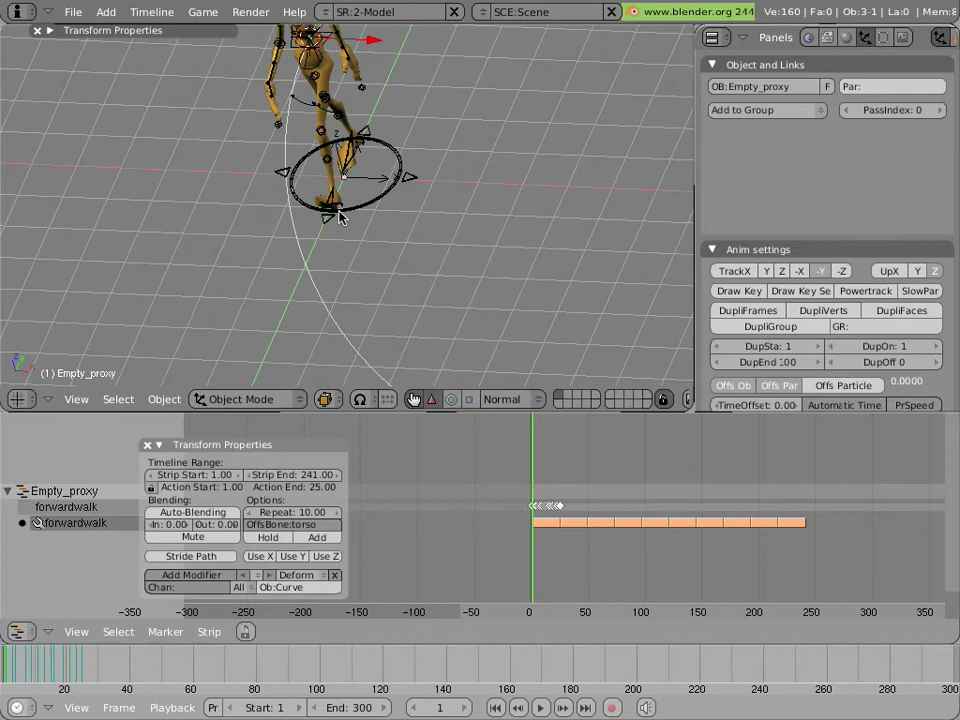 File Add Timeline Game Render Help SR:2-Model SCE:Scene www.blender.org 244 Ve:160 | Fa:0 | Ob:3-1 | La:0 | Mem:8
Transform Properties
Panels
Object and Links
OB:Empty_proxy F Par:
Add to Group PassIndex: 0
z
Anim settings
TrackX Y Z -X -Y -Z UpX Y Z
Draw Key Draw Key Se Powertrack SlowPar
DupliFrames DupliVerts DupliFaces
DupliGroup GR:
DupSta: 1 DupOn: 1
DupEnd 100 DupOff 0
Offs Ob Offs Par Offs Particle 0.0000
TimeOffset: 0.00 Automatic Time PrSpeed
z y x
(1) Empty_proxy
View Select Object Object Mode Normal
Transform Properties
Timeline Range:
Strip Start: 1.00 Strip End: 241.00
Action Start: 1.00 Action End: 25.00
Blending: Options:
Auto-Blending Repeat: 10.00
In: 0.00 Out: 0.00 OffsBone:torso
Mute Hold Add
Stride Path Use X Use Y Use Z
Add Modifier Deform x
Chan: All Ob:Curve
Empty_proxy
forwardwalk
forwardwalk
-350 -300 -250 -200 -150 -100 -50 0 50 100 150 200 250 300 350
View Select Marker Strip
20 40 60 80 100 120 140 160 180 200 220 240 260 280 300
View Frame Playback Pr Start: 1 End: 300 1